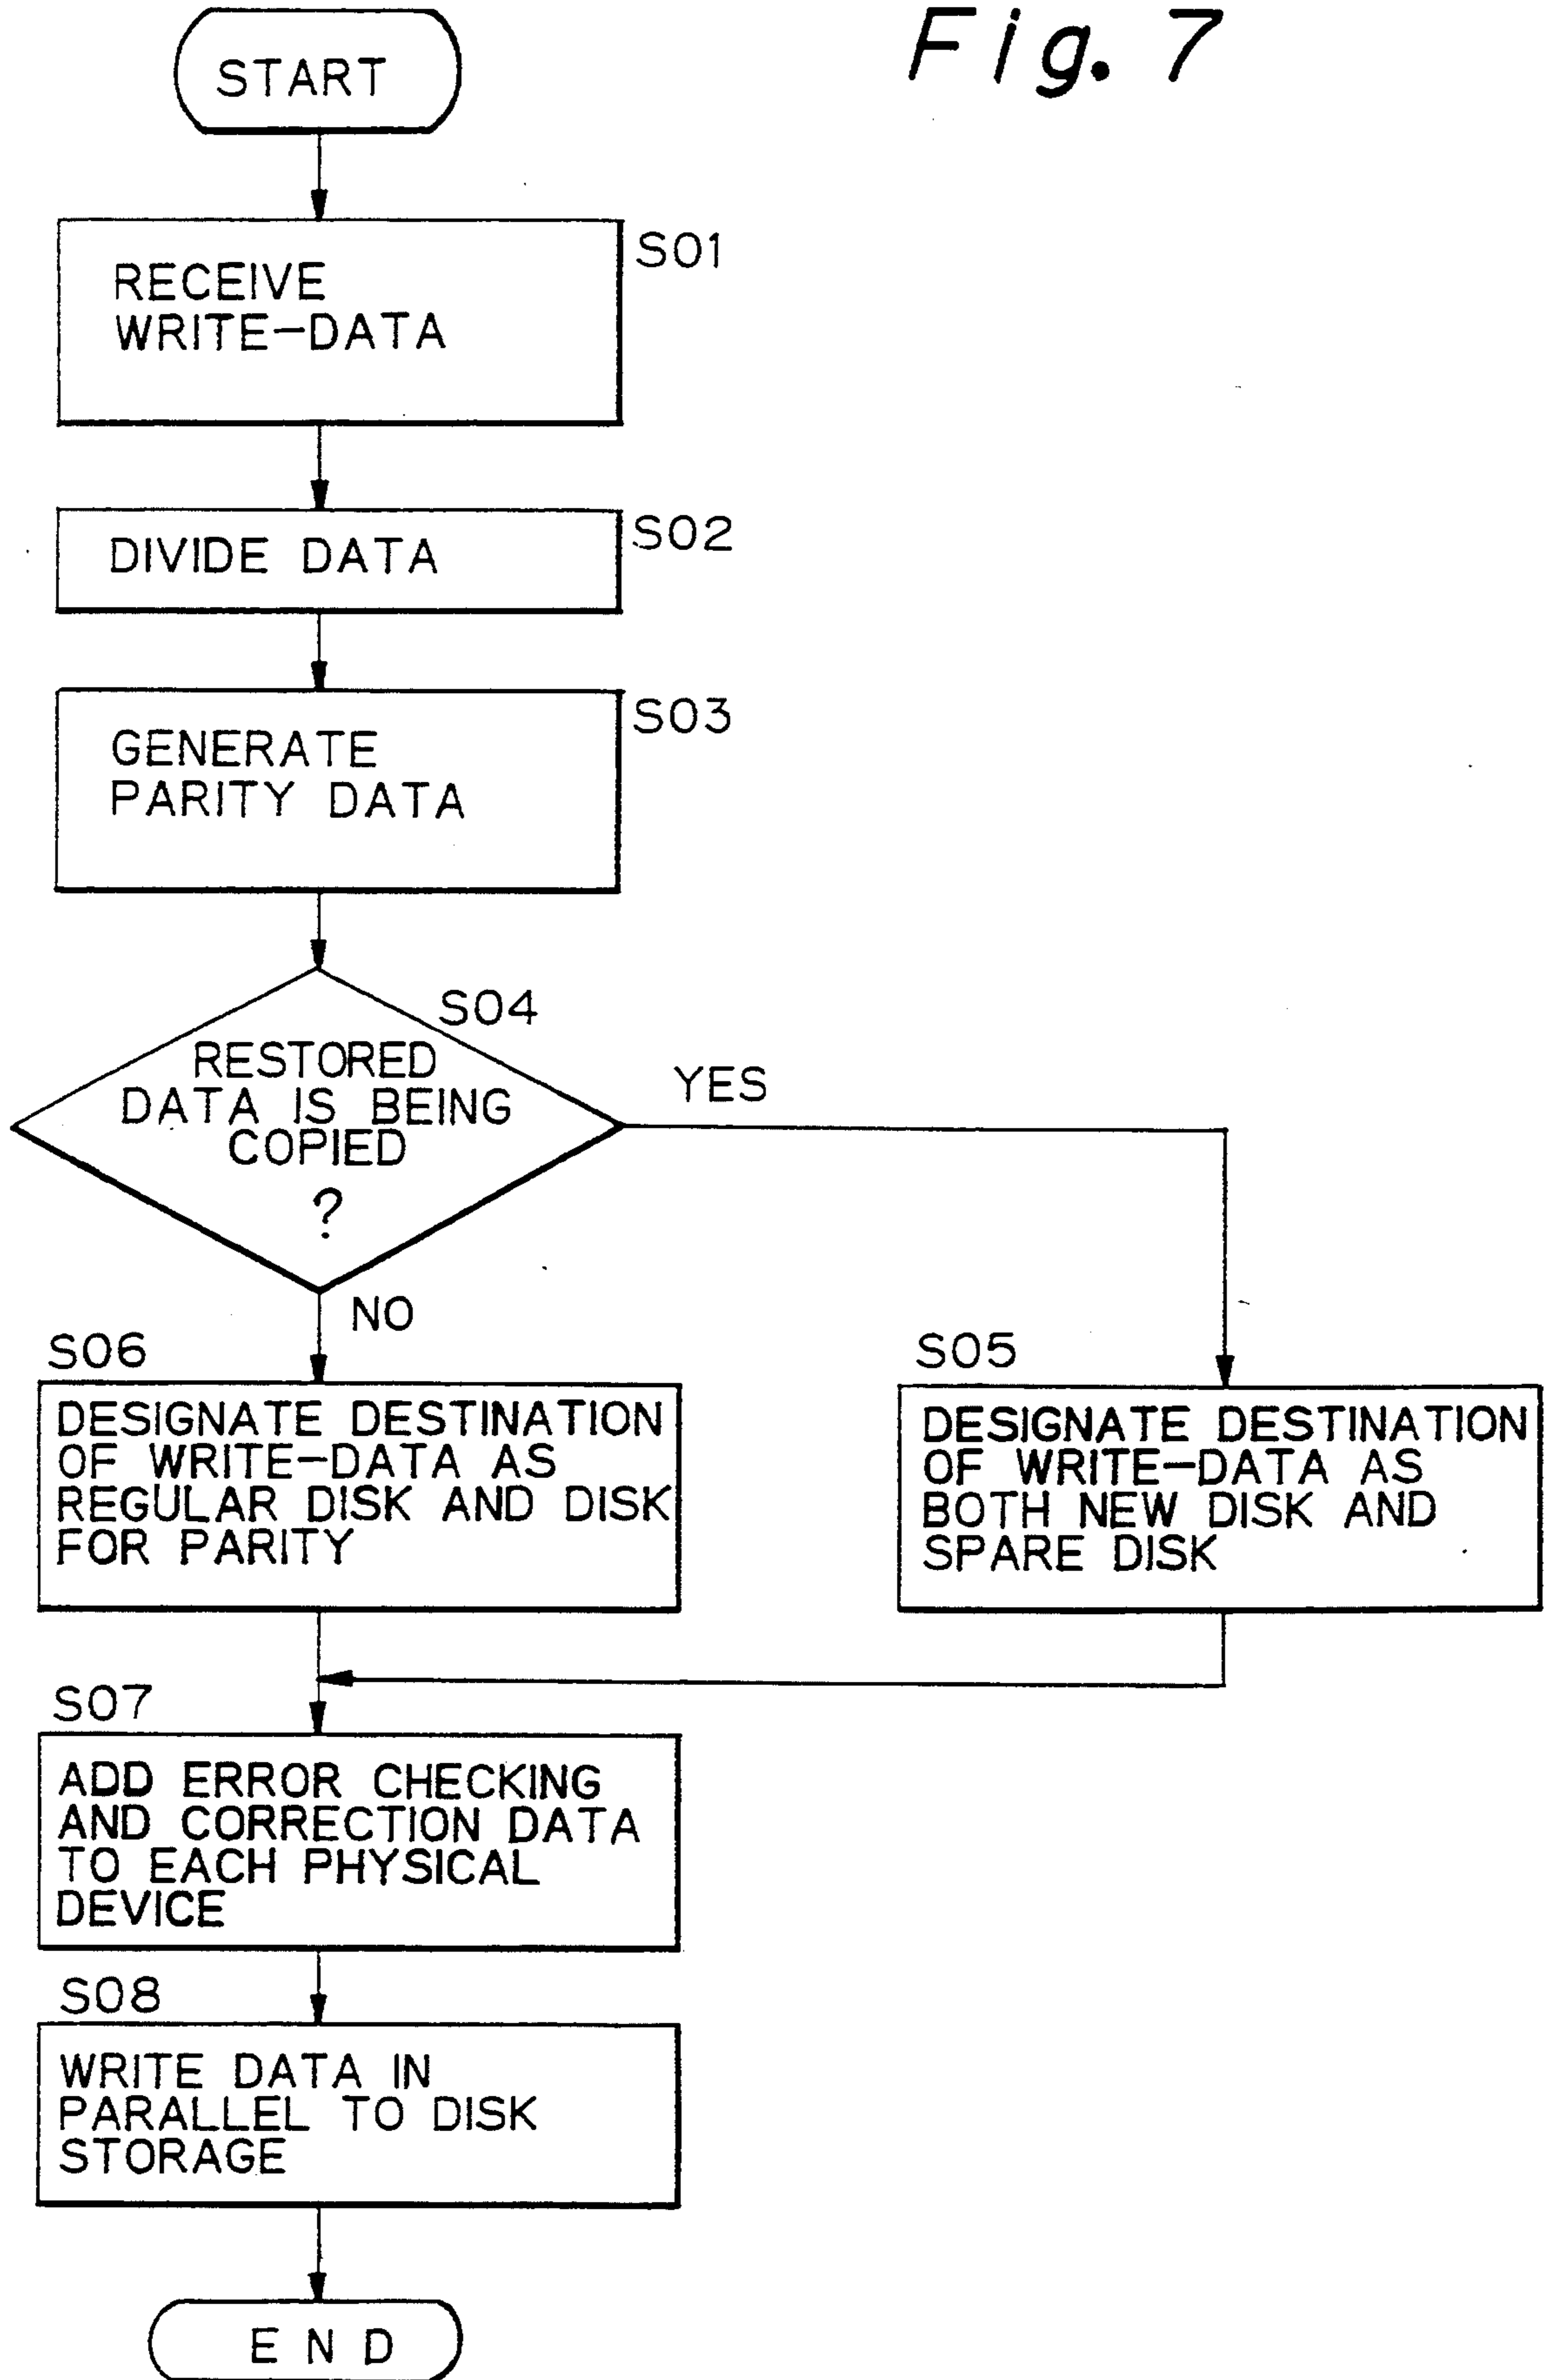 Fig. 7
START
S01
RECEIVE
WRITE-DATA
S02
DIVIDE DATA
S03
GENERATE
PARITY DATA
S04
RESTORED
DATA IS BEING
COPIED
?
YES
NO
S06
DESIGNATE DESTINATION
OF WRITE-DATA AS
REGULAR DISK AND DISK
FOR PARITY
S05
DESIGNATE DESTINATION
OF WRITE-DATA AS
BOTH NEW DISK AND
SPARE DISK
S07
ADD ERROR CHECKING
AND CORRECTION DATA
TO EACH PHYSICAL
DEVICE
S08
WRITE DATA IN
PARALLEL TO DISK
STORAGE
END